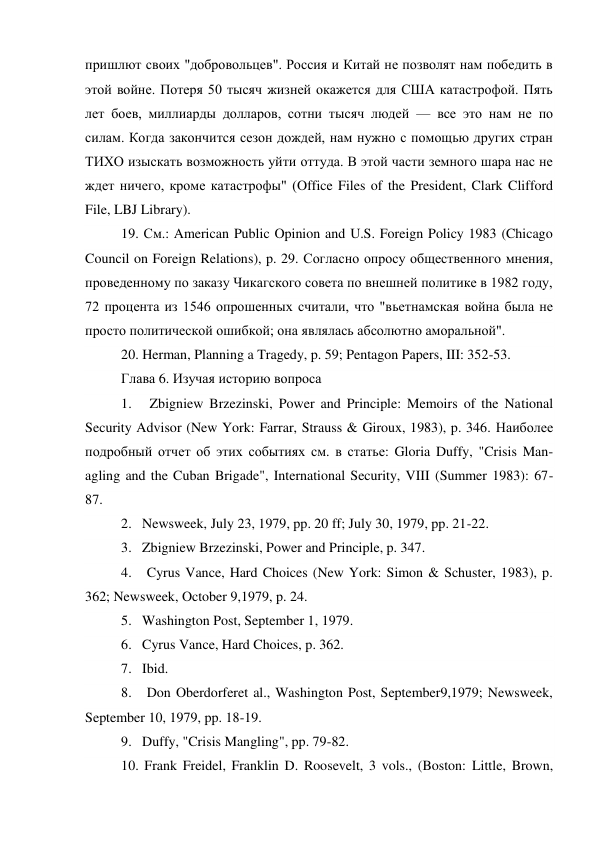 пришлют своих "добровольцев". Россия и Китай не позволят нам победить в
этой войне. Потеря 50 тысяч жизней окажется для США катастрофой. Пять
лет боев, миллиарды долларов, сотни тысяч людей — все это нам не по
силам. Когда закончится сезон дождей, нам нужно с помощью других стран
ТИХО изыскать возможность уйти оттуда. В этой части земного шара нас не
ждет ничего, кроме катастрофы" (Office Files of the President, Clark Clifford
File, LBJ Library).
19. См.: American Public Opinion and U.S. Foreign Policy 1983 (Chicago
Council on Foreign Relations), p. 29. Согласно опросу общественного мнения,
проведенному по заказу Чикагского совета по внешней политике в 1982 году,
72 процента из 1546 опрошенных считали, что "вьетнамская война была не
просто политической ошибкой; она являлась абсолютно аморальной".
20. Herman, Planning a Tragedy, p. 59; Pentagon Papers, III: 352-53.
Глава 6. Изучая историю вопроса
1. Zbigniew Brzezinski, Power and Principle: Memoirs of the National
Security Advisor (New York: Farrar, Strauss & Giroux, 1983), p. 346. Наиболее
подробный отчет об этих событиях см. в статье: Gloria Duffy, "Crisis Man-
agling and the Cuban Brigade", International Security, VIII (Summer 1983): 67-
87.
2. Newsweek, July 23, 1979, pp. 20 ff; July 30, 1979, pp. 21-22.
3. Zbigniew Brzezinski, Power and Principle, p. 347.
4. Cyrus Vance, Hard Choices (New York: Simon & Schuster, 1983), p.
362; Newsweek, October 9,1979, p. 24.
5. Washington Post, September 1, 1979.
6. Cyrus Vance, Hard Choices, p. 362.
7. Ibid.
8. Don Oberdorferet al., Washington Post, September9,1979; Newsweek,
September 10, 1979, pp. 18-19.
9. Duffy, "Crisis Mangling", pp. 79-82.
10. Frank Freidel, Franklin D. Roosevelt, 3 vols., (Boston: Little, Brown,